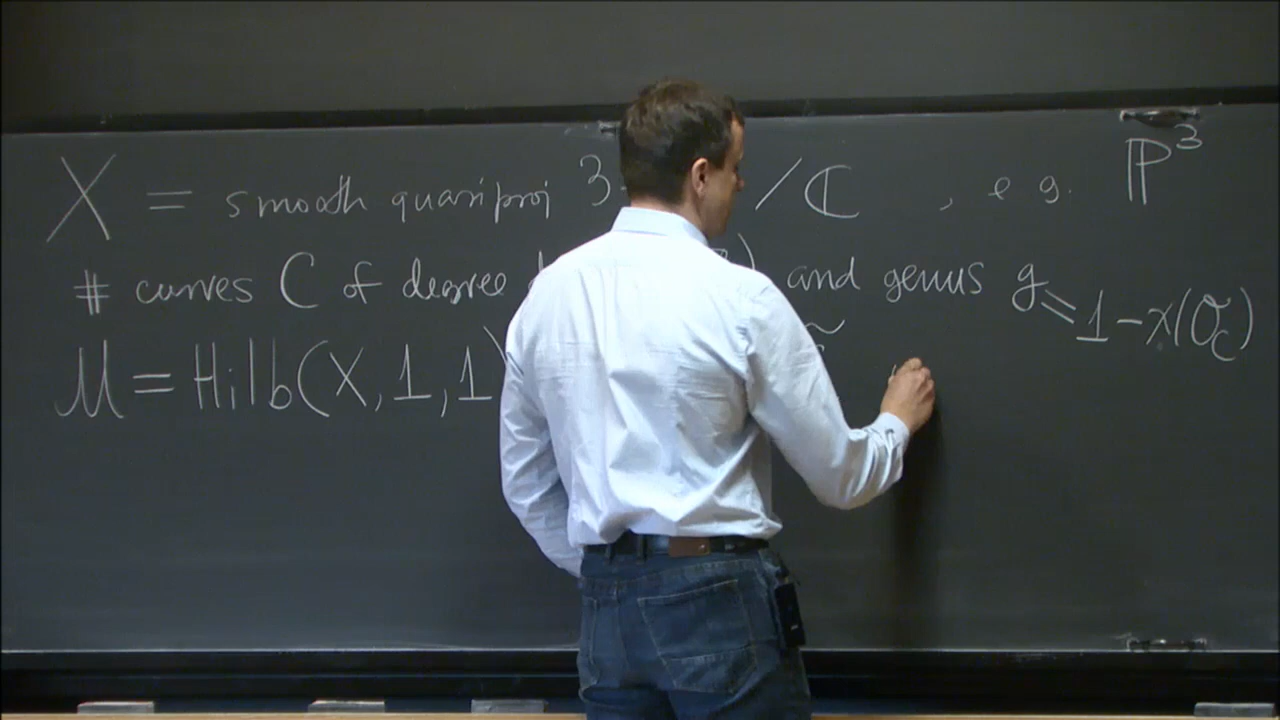 X = smooth quasiproj 3 / ℂ , e.g. ℙ³
# curves C of degree ) and genus g = 1 - χ(𝒪_C)
M = Hilb(X, 1, 1)